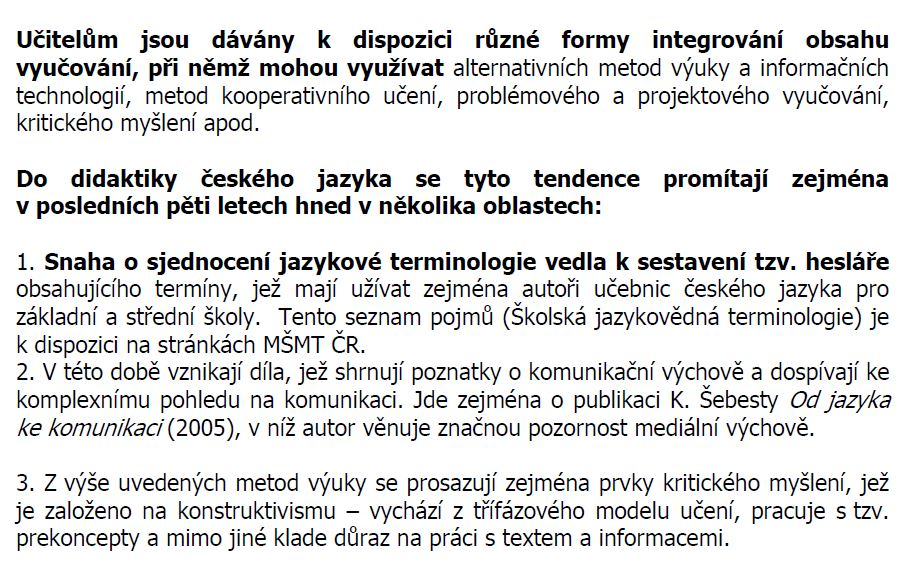 Učitelům jsou dávány k dispozici různé formy integrování obsahu
vyučování, při němž mohou využívat alternativních metod výuky a informačních
technologií, metod kooperativního učení, problémového a projektového vyučování,
kritického myšlení apod.
Do didaktiky českého jazyka se tyto tendence promítají zejména
v posledních pěti letech hned v několika oblastech:
1. Snaha o sjednocení jazykové terminologie vedla k sestavení tzv. hesláře
obsahujícího termíny, jež mají užívat zejména autoři učebnic českého jazyka pro
základní a střední školy. Tento seznam pojmů (Školská jazykovědná terminologie) je
k dispozici na stránkách MŠMT ČR.
2. V této době vznikají díla, jež shrnují poznatky o komunikační výchově a dospívají ke
komplexnímu pohledu na komunikaci. Jde zejména o publikaci K. Šebesty Od jazyka
ke komunikaci (2005), v níž autor věnuje značnou pozornost mediální výchově.
3. Z výše uvedených metod výuky se prosazují zejména prvky kritického myšlení, jež
je založeno na konstruktivismu – vychází z třífázového modelu učení, pracuje s tzv.
prekoncepty a mimo jiné klade důraz na práci s textem a informacemi.